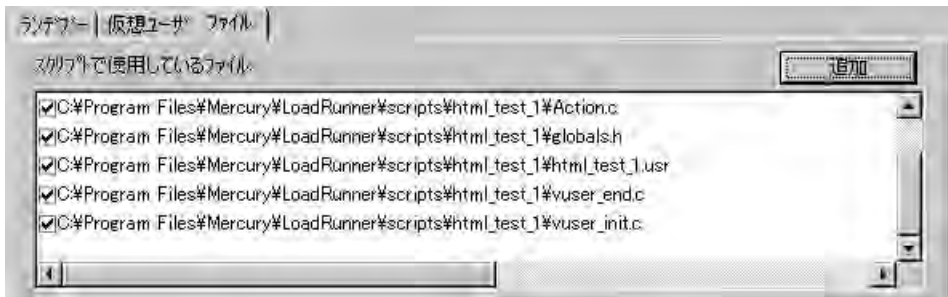 ランデブー 仮想ユーザ ファイル
スクリプトで使用しているファイル:
追加
C:¥Program Files¥Mercury¥LoadRunner¥scripts¥html_test_1¥Action.c
C:¥Program Files¥Mercury¥LoadRunner¥scripts¥html_test_1¥globals.h
C:¥Program Files¥Mercury¥LoadRunner¥scripts¥html_test_1¥html_test_1.usr
C:¥Program Files¥Mercury¥LoadRunner¥scripts¥html_test_1¥vuser_end.c
C:¥Program Files¥Mercury¥LoadRunner¥scripts¥html_test_1¥vuser_init.c